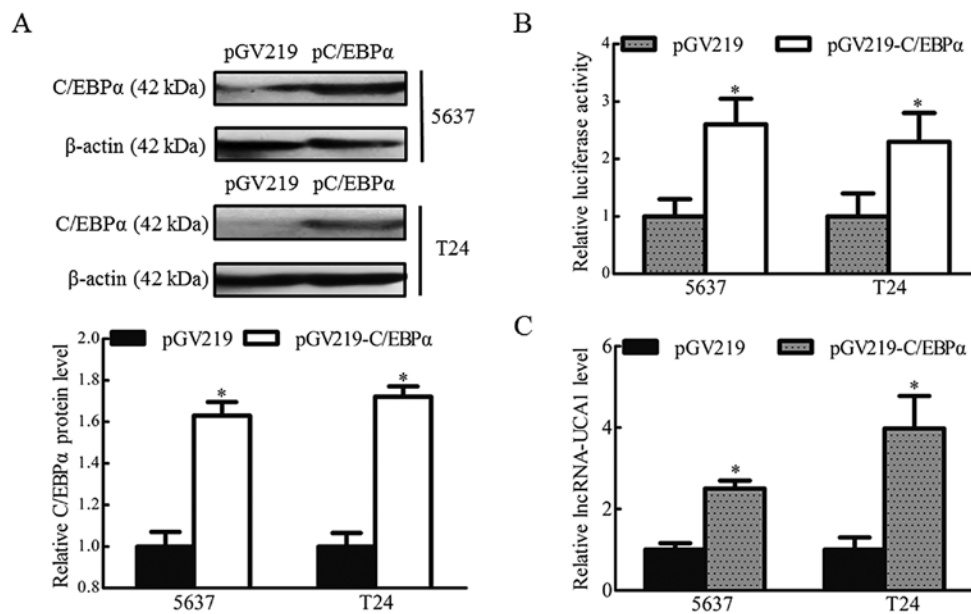 A
pGV219 pC/EBPα
C/EBPα (42 kDa)
β-actin (42 kDa)
5637
pGV219 pC/EBPα
C/EBPα (42 kDa)
β-actin (42 kDa)
T24
pGV219 pGV219-C/EBPα
Relative C/EBPα protein level
2.0
1.8
1.6
1.4
1.2
1.0
0.8
* *
5637 T24
B
pGV219 pGV219-C/EBPα
Relative luciferase activity
4
3
2
1
0
* *
5637 T24
C
pGV219 pGV219-C/EBPα
Relative lncRNA-UCA1 level
6
4
2
0
* *
5637 T24